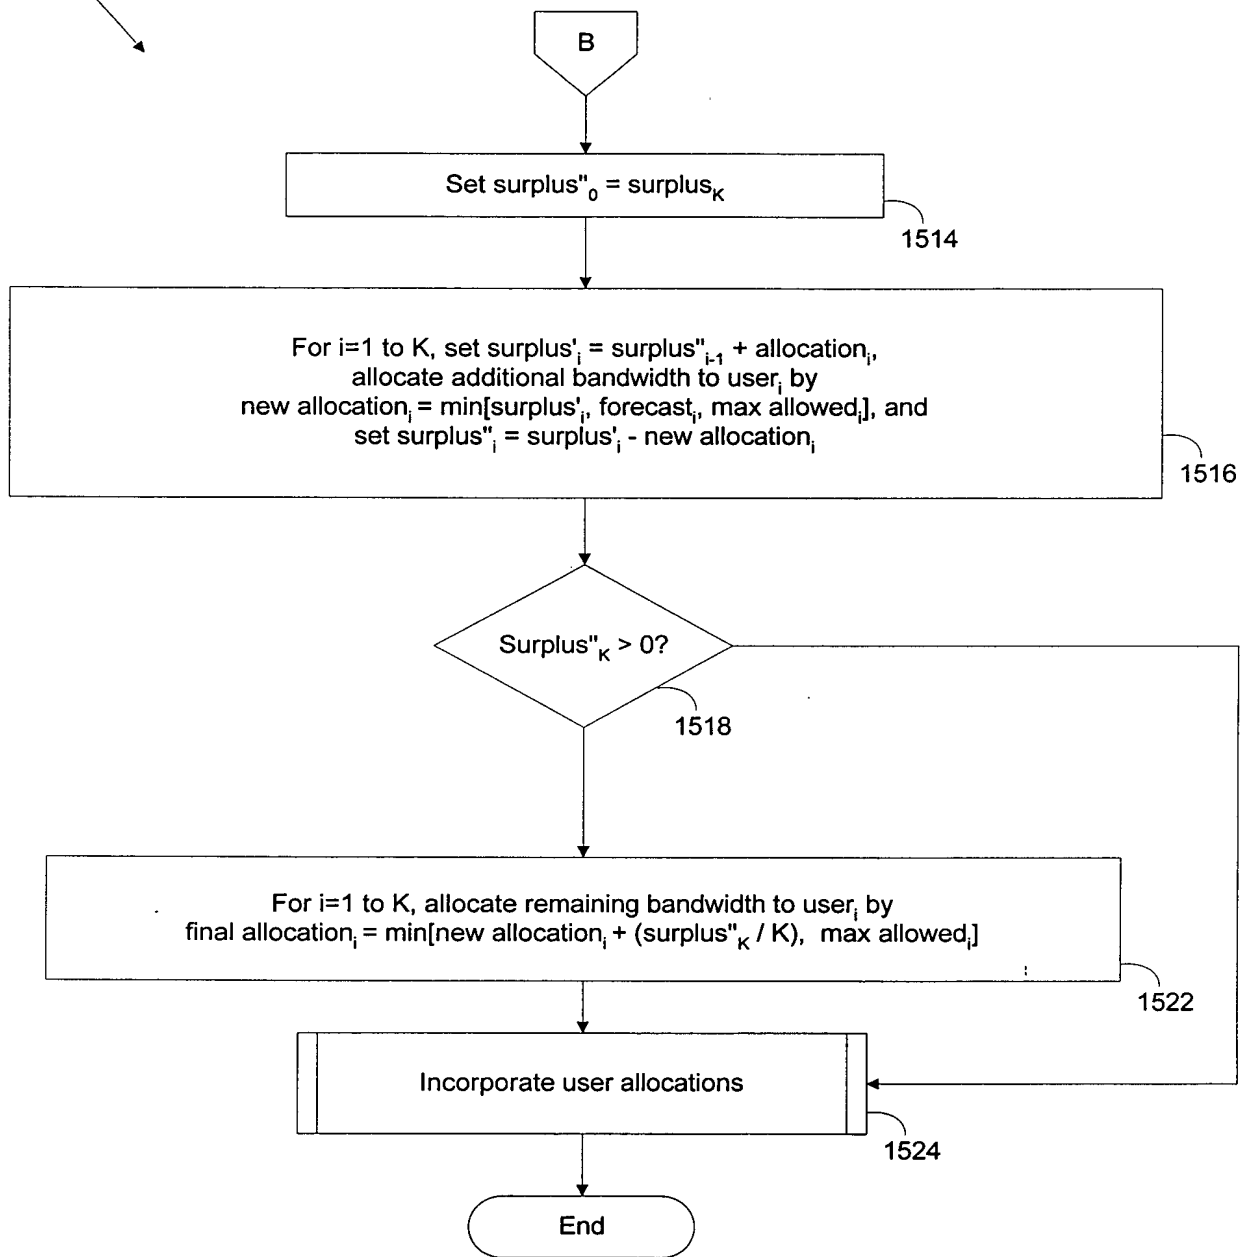 B
Set surplus"₀ = surplusₖ
1514
For i=1 to K, set surplus'ᵢ = surplus"ᵢ₋₁ + allocationᵢ,
allocate additional bandwidth to userᵢ by
new allocationᵢ = min[surplus'ᵢ, forecastᵢ, max allowedᵢ], and
set surplus"ᵢ = surplus'ᵢ - new allocationᵢ
1516
Surplus"ₖ > 0?
1518
For i=1 to K, allocate remaining bandwidth to userᵢ by
final allocationᵢ = min[new allocationᵢ + (surplus"ₖ / K), max allowedᵢ]
1522
Incorporate user allocations
1524
End